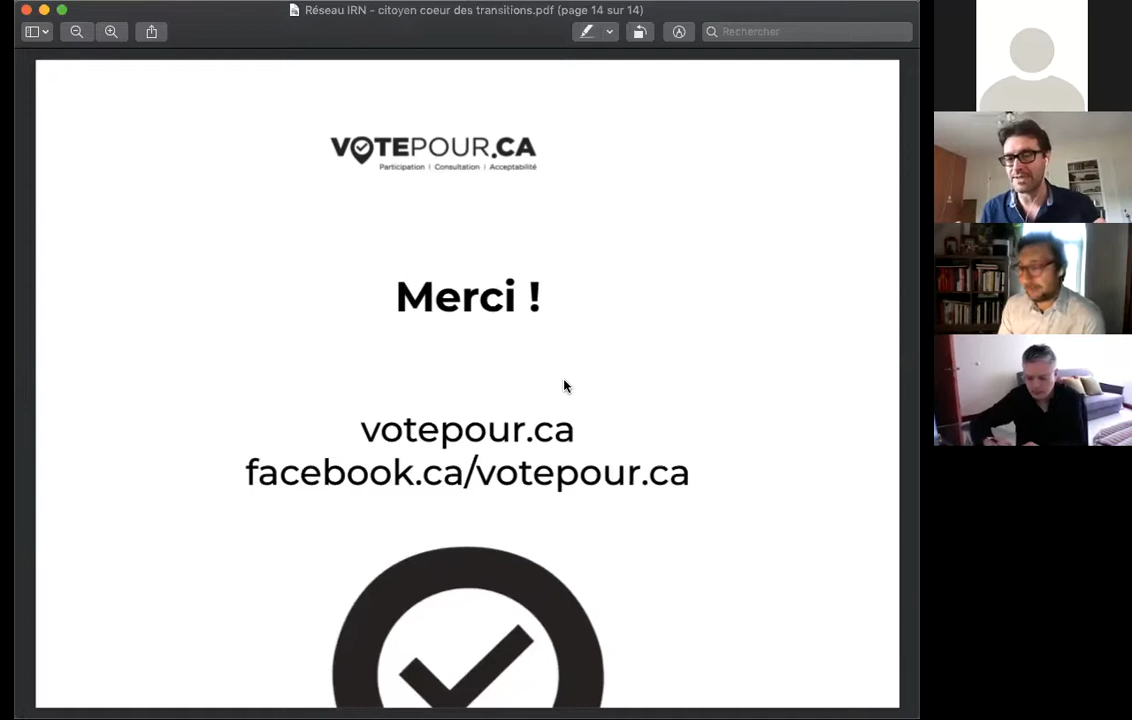 Réseau IRN - citoyen coeur des transitions.pdf (page 14 sur 14)
Rechercher
VOTEPOUR.CA
Participation | Consultation | Acceptabilité
Merci !
votepour.ca
facebook.ca/votepour.ca